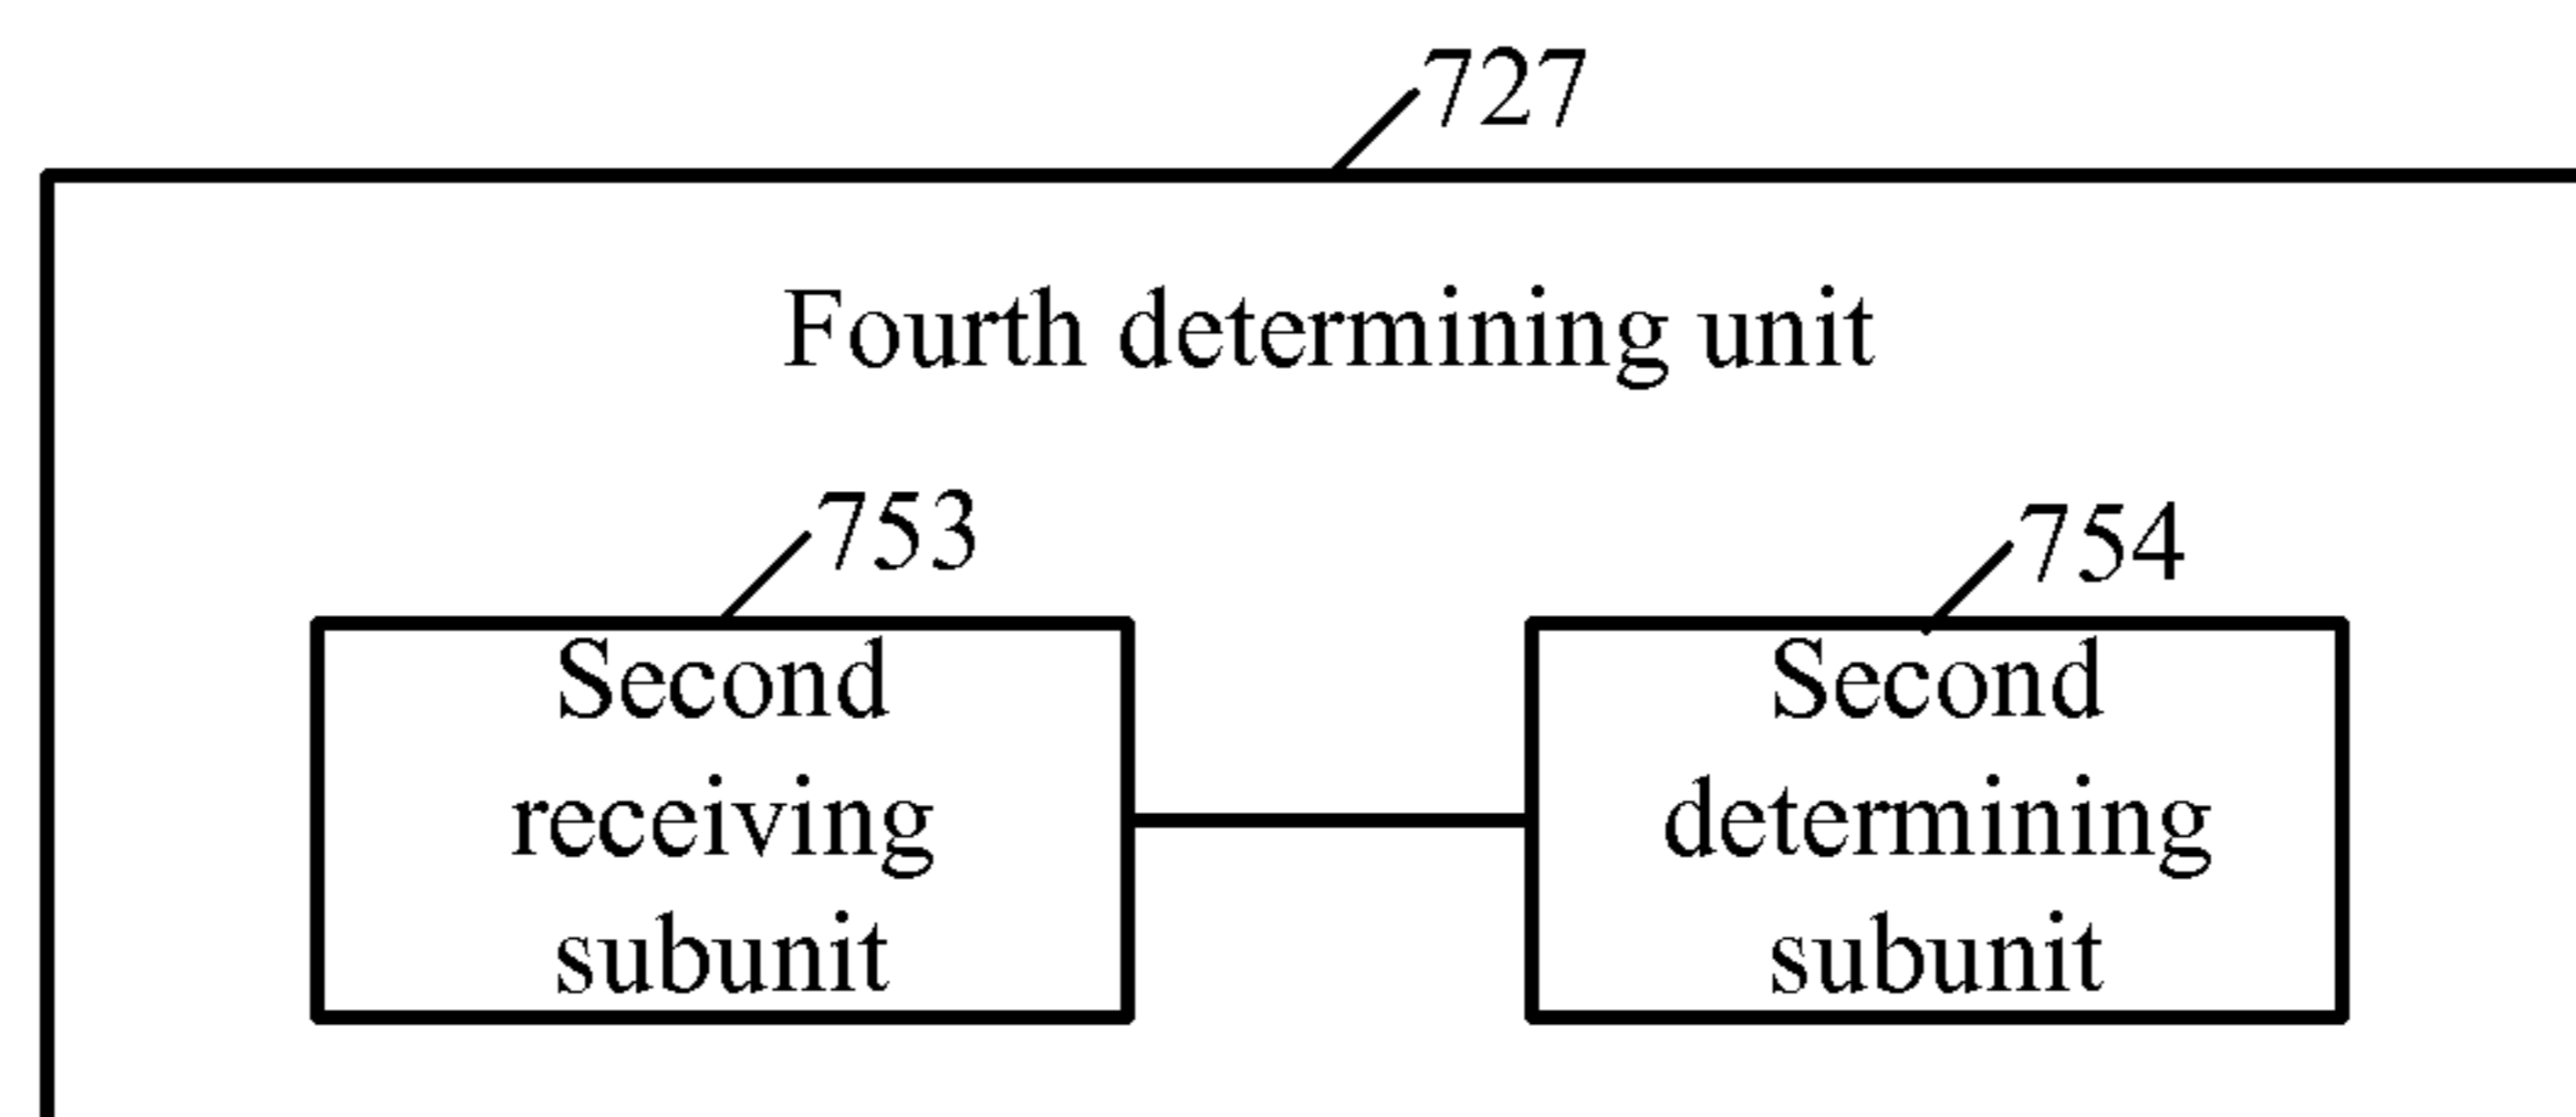 727
Fourth determining unit
753
754
Second
receiving
subunit
Second
determining
subunit